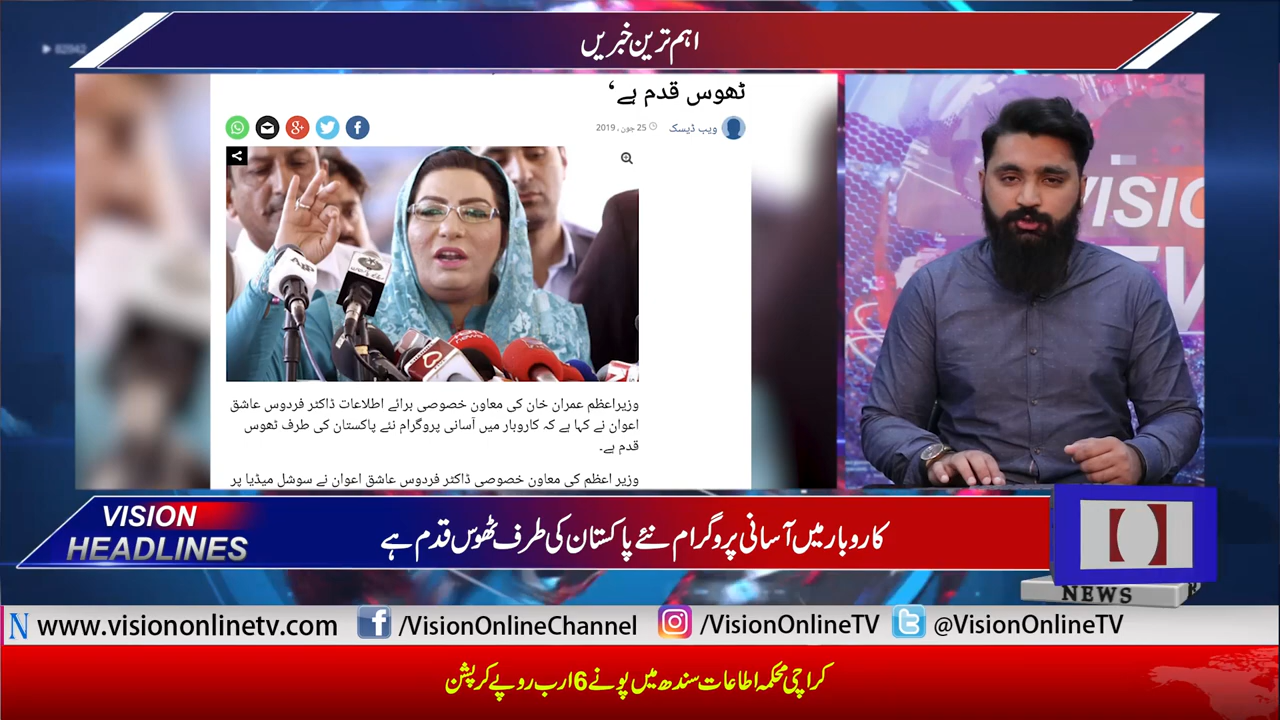 اہم ترین خبریں
ٹھوس قدم ہے‘
ویب ڈیسک
25 جون ، 2019
وزیراعظم عمران خان کی معاون خصوصی برائے اطلاعات ڈاکٹر فردوس عاشق
اعوان نے کہا ہے کہ کاروبار میں آسانی پروگرام نئے پاکستان کی طرف ٹھوس
قدم ہے۔
وزیر اعظم کی معاون خصوصی ڈاکٹر فردوس عاشق اعوان نے سوشل میڈیا پر
VISION
HEADLINES
کاروبار میں آسانی پروگرام نئے پاکستان کی طرف ٹھوس قدم ہے
NEWS
www.visiononlinetv.com
/VisionOnlineChannel
/VisionOnlineTV
@VisionOnlineTV
کراچی محکمہ اطاعات سندھ میں پونے 6 ارب روپے کرپشن